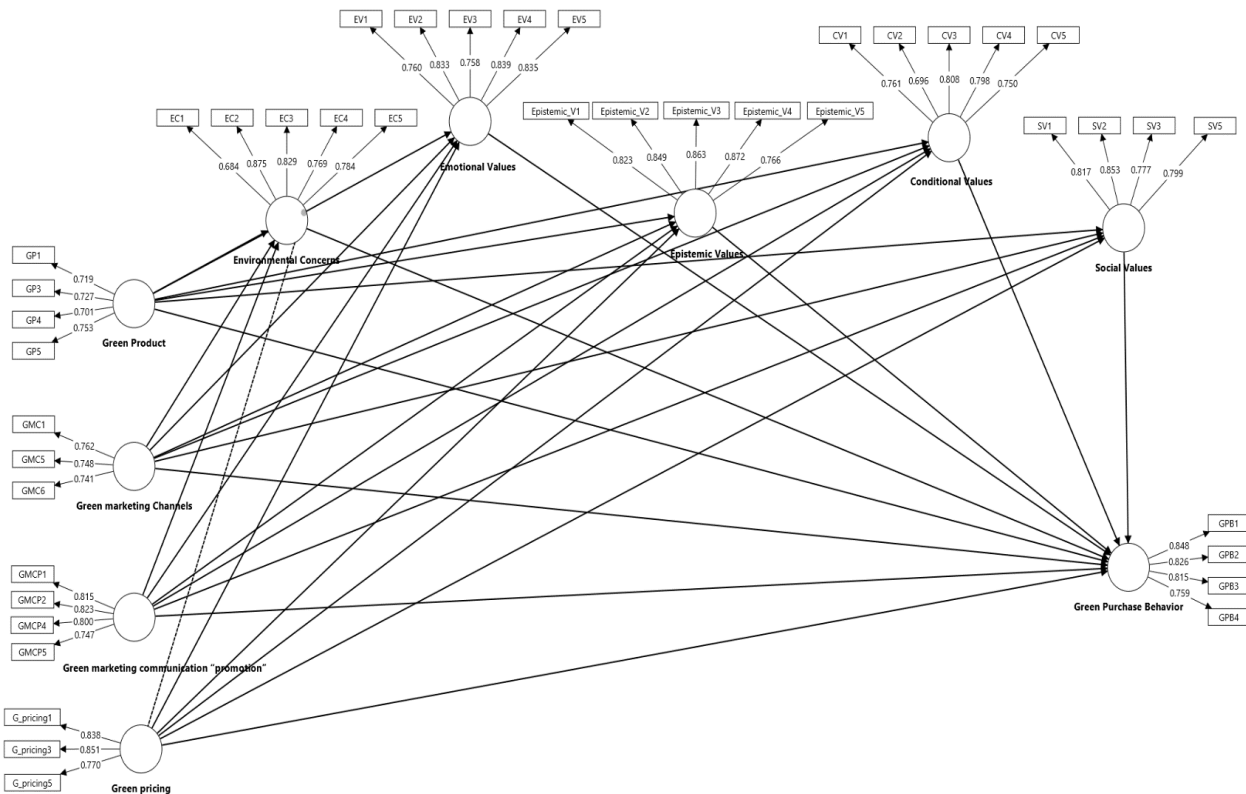 EV1
EV2
EV3
EV4
EV5
0.760
0.833
0.758
0.839
0.835
Emotional Values
CV1
CV2
CV3
CV4
CV5
0.761
0.696
0.808
0.798
0.750
Conditional Values
EC1
EC2
EC3
EC4
EC5
0.684
0.875
0.829
0.769
0.784
Environmental Concerns
Epistemic_V1
Epistemic_V2
Epistemic_V3
Epistemic_V4
Epistemic_V5
0.823
0.849
0.863
0.872
0.766
Epistemic Values
SV1
SV2
SV3
SV5
0.817
0.853
0.777
0.799
Social Values
GP1
GP3
GP4
GP5
0.719
0.727
0.701
0.753
Green Product
GMC1
GMC5
GMC6
0.762
0.748
0.741
Green marketing Channels
GMCP1
GMCP2
GMCP4
GMCP5
0.815
0.823
0.800
0.747
Green marketing communication "promotion"
G_pricing1
G_pricing3
G_pricing5
0.838
0.851
0.770
Green pricing
GPB1
GPB2
GPB3
GPB4
0.848
0.826
0.815
0.759
Green Purchase Behavior